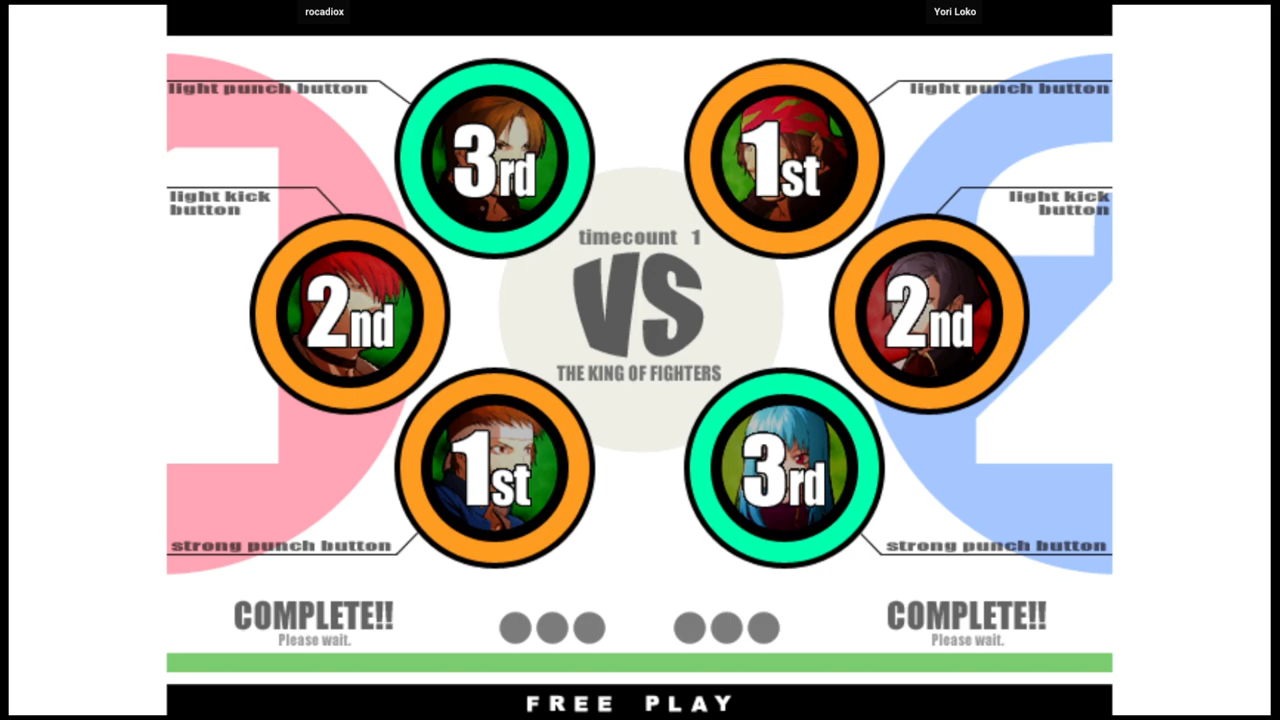 rocadiox
Yori Loko
light punch button
light punch button
3rd
1st
light kick
button
light kick
button
timecount 1
VS
THE KING OF FIGHTERS
2nd
2nd
1st
3rd
strong punch button
strong punch button
COMPLETE!!
Please wait.
COMPLETE!!
Please wait.
FREE PLAY
1
2